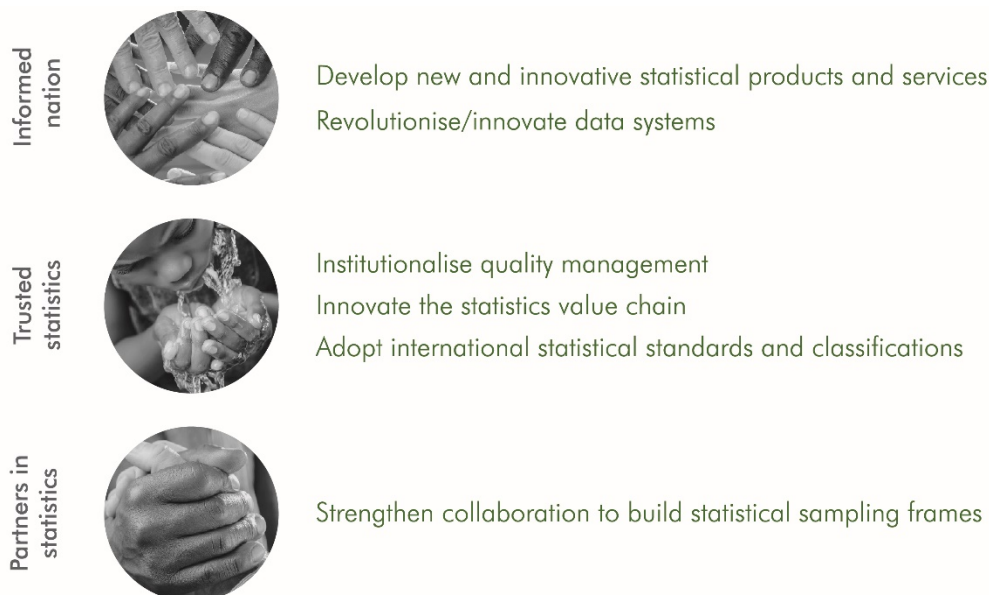 Informed
nation
Develop new and innovative statistical products and services
Revolutionise/innovate data systems
Trusted
statistics
Institutionalise quality management
Innovate the statistics value chain
Adopt international statistical standards and classifications
Partners in
statistics
Strengthen collaboration to build statistical sampling frames